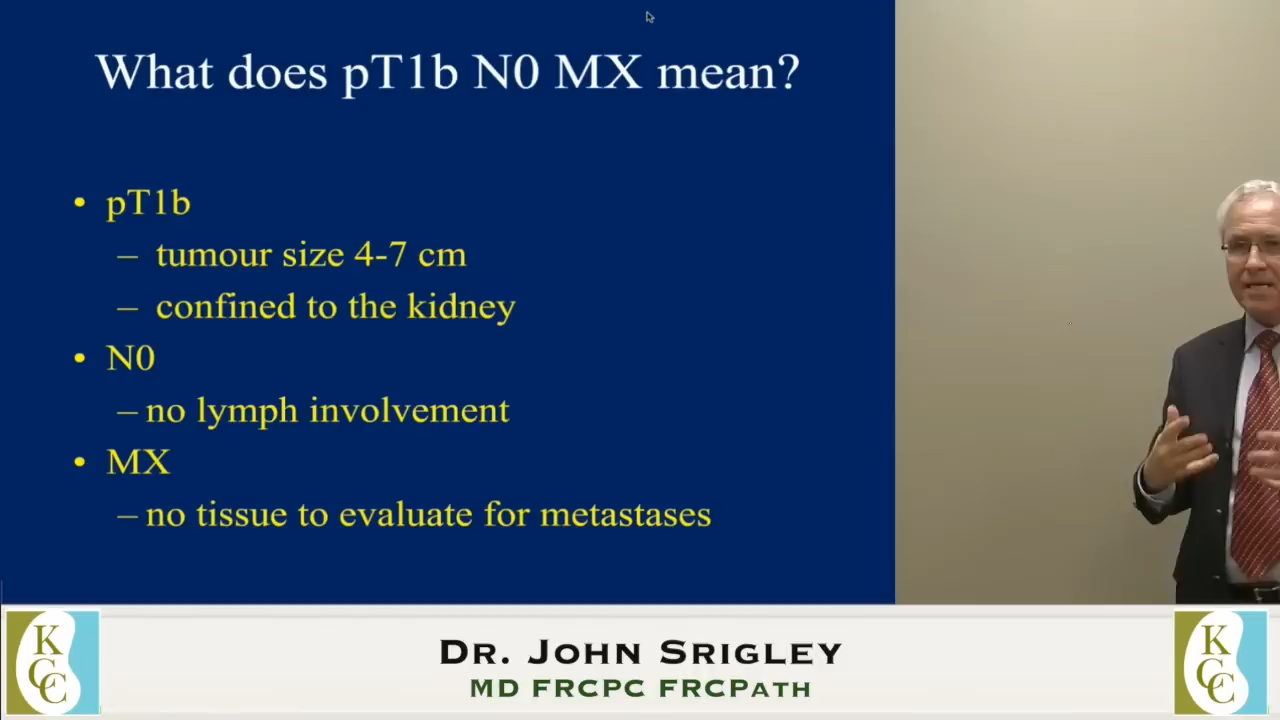 What does pT1b N0 MX mean?
• pT1b
– tumour size 4-7 cm
– confined to the kidney
• N0
– no lymph involvement
• MX
– no tissue to evaluate for metastases
KCC
Dr. John Srigley
MD FRCPC FRCPath
KCC